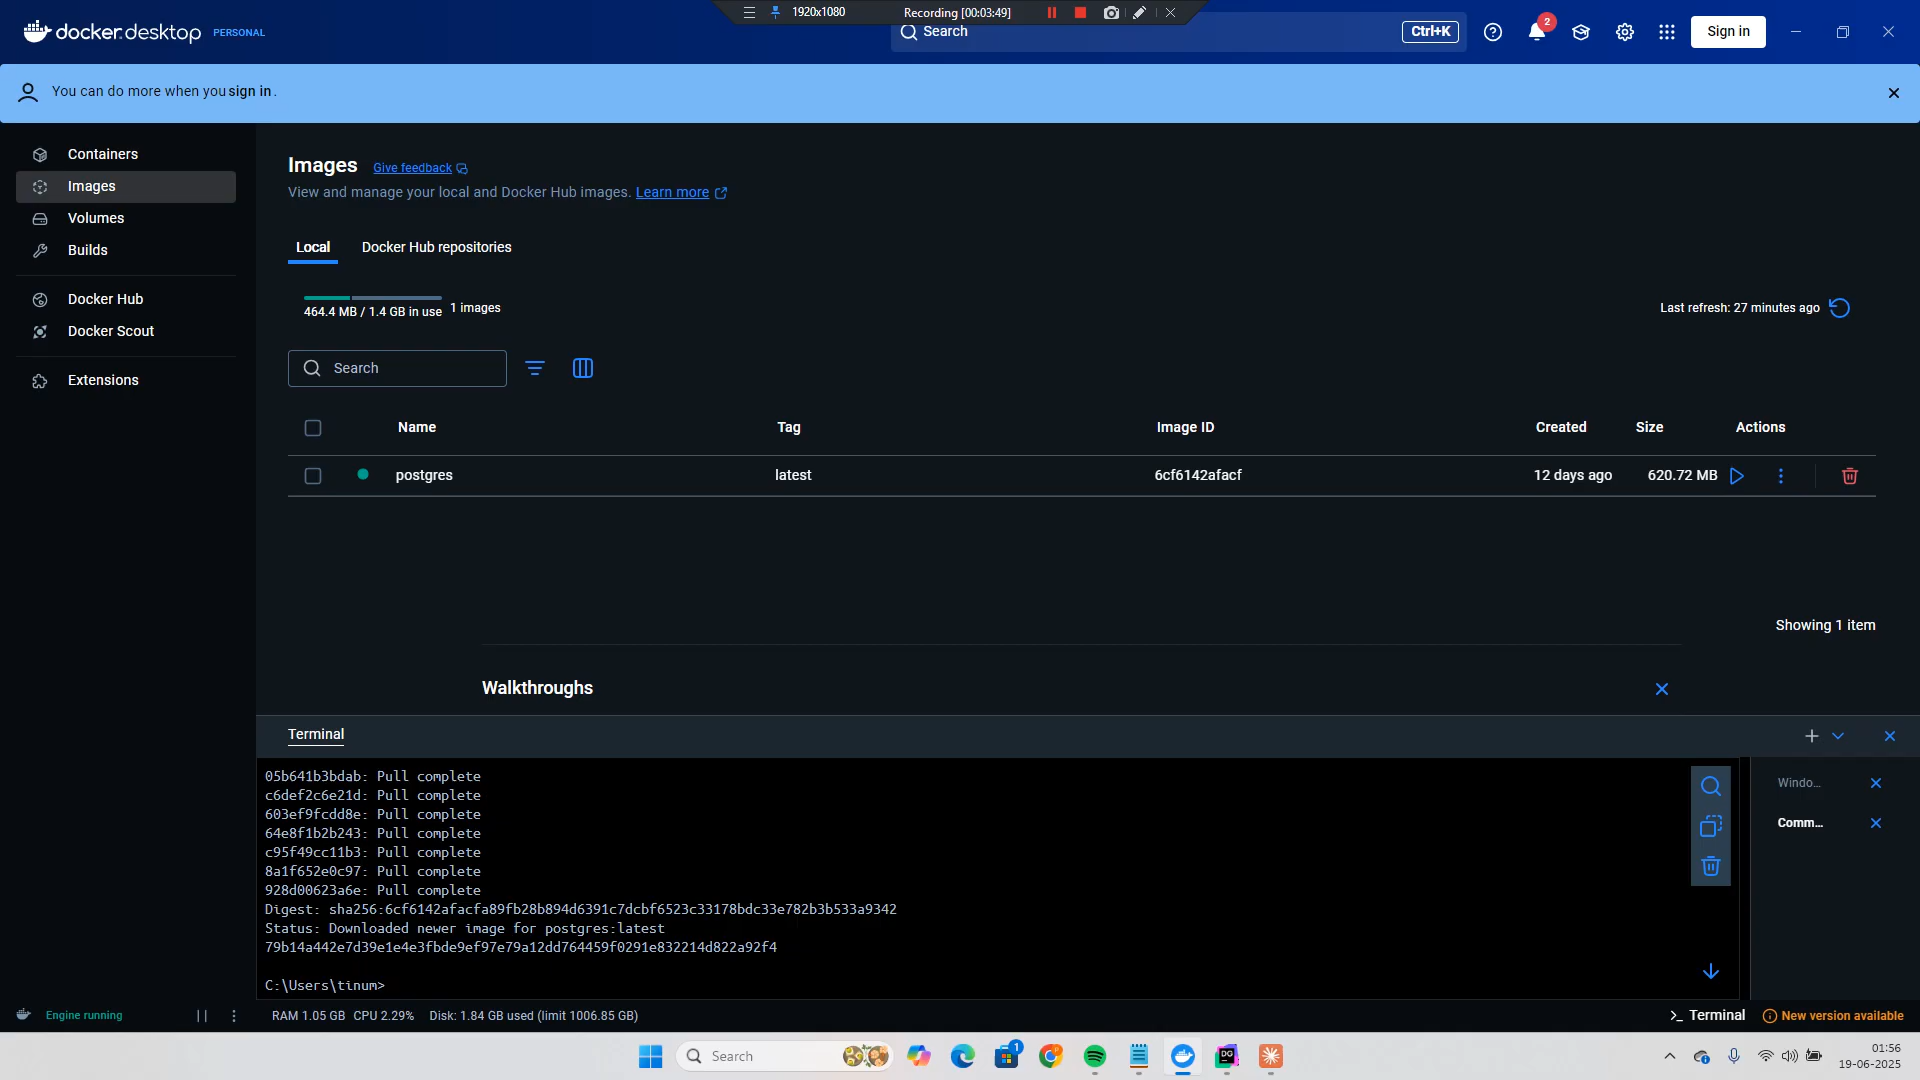 1920x1080
Recording [00:03:49]
docker.desktop PERSONAL
Search
Ctrl+K
2
Sign in
You can do more when you sign in.
Containers
Images
Volumes
Builds
Docker Hub
Docker Scout
Extensions
Images
Give feedback
View and manage your local and Docker Hub images. Learn more
Local
Docker Hub repositories
464.4 MB / 1.4 GB in use
1 images
Last refresh: 27 minutes ago
Search
Name Tag Image ID Created Size Actions
postgres latest 6cf6142afacf 12 days ago 620.72 MB
Showing 1 item
Walkthroughs
Terminal
05b641b3bdab: Pull complete
c6def2c6e21d: Pull complete
603ef9fcdd8e: Pull complete
64e8f1b2b243: Pull complete
c95f49cc11b3: Pull complete
8a1f652e0c97: Pull complete
928d00623a6e: Pull complete
Digest: sha256:6cf6142afacfa89fb28b894d6391c7dcbf6523c33178bdc33e782b3b533a9342
Status: Downloaded newer image for postgres:latest
79b14a442e7d39e1e4e3fbde9ef97e79a12dd764459f0291e832214d822a92f4
C:\Users\tinum>
Windo...
Comm...
Engine running
RAM 1.05 GB CPU 2.29% Disk: 1.84 GB used (limit 1006.85 GB)
>_ Terminal
New version available
Search
1
DG
01:56
19-06-2025